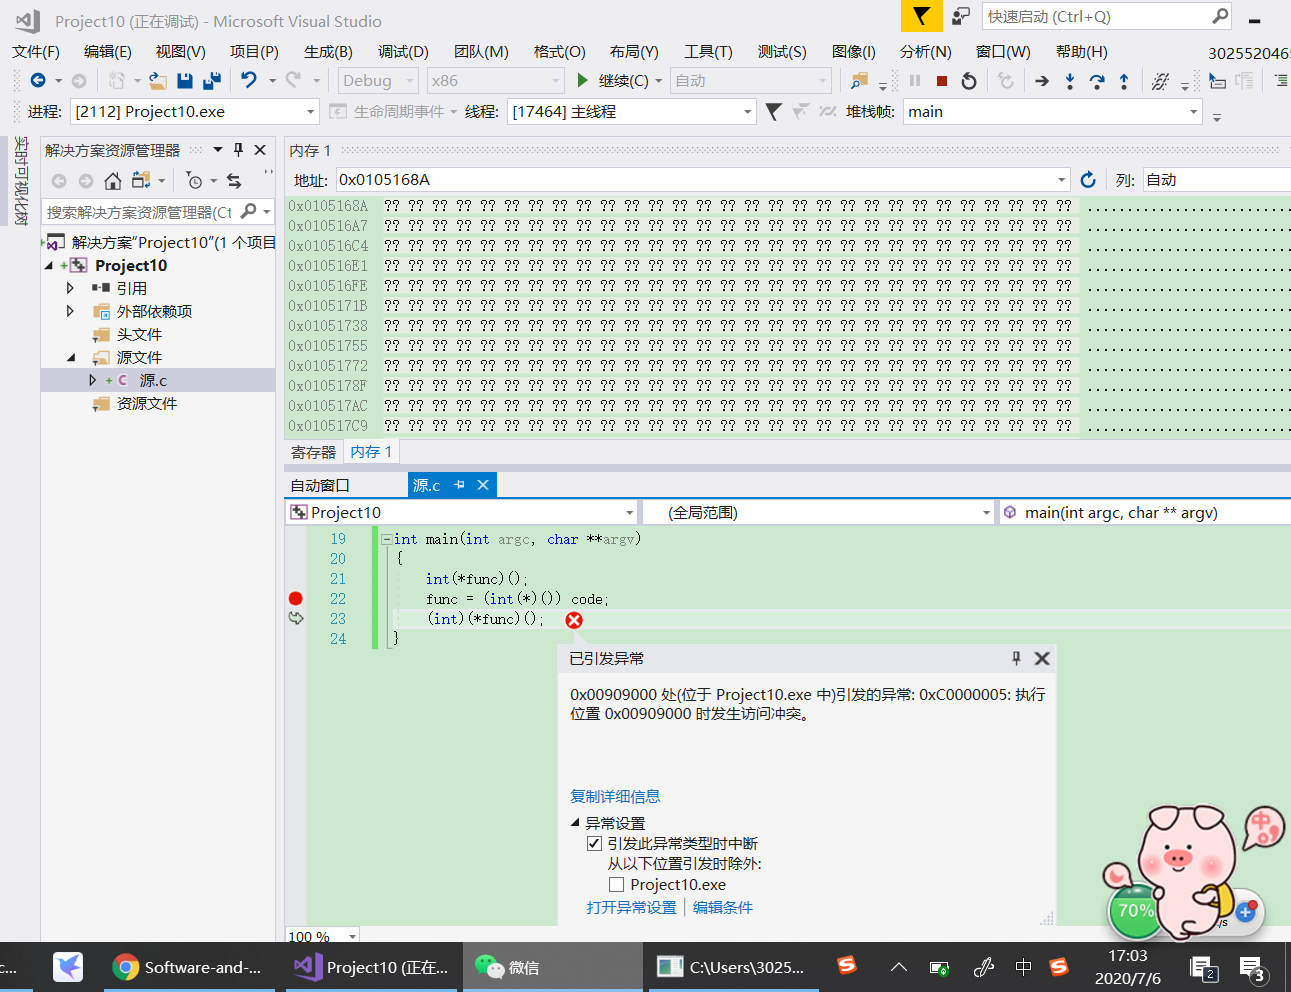 Project10 (正在调试) - Microsoft Visual Studio
快速启动 (Ctrl+Q)
文件(F) 编辑(E) 视图(V) 项目(P) 生成(B) 调试(D) 团队(M) 格式(O) 布局(Y) 工具(T) 测试(S) 图像(I) 分析(N) 窗口(W) 帮助(H) 3025520465
Debug x86 继续(C) 自动
进程: [2112] Project10.exe 生命周期事件 线程: [17464] 主线程 堆栈帧: main
实时可视化树
解决方案资源管理器
搜索解决方案资源管理器(Ct
解决方案"Project10"(1 个项目
Project10
引用
外部依赖项
头文件
源文件
源.c
资源文件
内存 1
地址: 0x0105168A 列: 自动
0x0105168A ?? ?? ?? ?? ?? ?? ?? ?? ?? ?? ?? ?? ?? ?? ?? ?? ?? ?? ?? ?? ?? ?? ?? ?? ?? ?? ?? ?? ??
0x010516A7 ?? ?? ?? ?? ?? ?? ?? ?? ?? ?? ?? ?? ?? ?? ?? ?? ?? ?? ?? ?? ?? ?? ?? ?? ?? ?? ?? ?? ??
0x010516C4 ?? ?? ?? ?? ?? ?? ?? ?? ?? ?? ?? ?? ?? ?? ?? ?? ?? ?? ?? ?? ?? ?? ?? ?? ?? ?? ?? ?? ??
0x010516E1 ?? ?? ?? ?? ?? ?? ?? ?? ?? ?? ?? ?? ?? ?? ?? ?? ?? ?? ?? ?? ?? ?? ?? ?? ?? ?? ?? ?? ??
0x010516FE ?? ?? ?? ?? ?? ?? ?? ?? ?? ?? ?? ?? ?? ?? ?? ?? ?? ?? ?? ?? ?? ?? ?? ?? ?? ?? ?? ?? ??
0x0105171B ?? ?? ?? ?? ?? ?? ?? ?? ?? ?? ?? ?? ?? ?? ?? ?? ?? ?? ?? ?? ?? ?? ?? ?? ?? ?? ?? ?? ??
0x01051738 ?? ?? ?? ?? ?? ?? ?? ?? ?? ?? ?? ?? ?? ?? ?? ?? ?? ?? ?? ?? ?? ?? ?? ?? ?? ?? ?? ?? ??
0x01051755 ?? ?? ?? ?? ?? ?? ?? ?? ?? ?? ?? ?? ?? ?? ?? ?? ?? ?? ?? ?? ?? ?? ?? ?? ?? ?? ?? ?? ??
0x01051772 ?? ?? ?? ?? ?? ?? ?? ?? ?? ?? ?? ?? ?? ?? ?? ?? ?? ?? ?? ?? ?? ?? ?? ?? ?? ?? ?? ?? ??
0x0105178F ?? ?? ?? ?? ?? ?? ?? ?? ?? ?? ?? ?? ?? ?? ?? ?? ?? ?? ?? ?? ?? ?? ?? ?? ?? ?? ?? ?? ??
0x010517AC ?? ?? ?? ?? ?? ?? ?? ?? ?? ?? ?? ?? ?? ?? ?? ?? ?? ?? ?? ?? ?? ?? ?? ?? ?? ?? ?? ?? ??
0x010517C9 ?? ?? ?? ?? ?? ?? ?? ?? ?? ?? ?? ?? ?? ?? ?? ?? ?? ?? ?? ?? ?? ?? ?? ?? ?? ?? ?? ?? ??
寄存器 内存 1
自动窗口 源.c
Project10 (全局范围) main(int argc, char ** argv)
19 int main(int argc, char **argv)
20 {
21 int(*func)();
22 func = (int(*)()) code;
23 (int)(*func)();
24 }
已引发异常
0x00909000 处(位于 Project10.exe 中)引发的异常: 0xC0000005: 执行
位置 0x00909000 时发生访问冲突。
复制详细信息
异常设置
引发此异常类型时中断
从以下位置引发时除外:
Project10.exe
打开异常设置 编辑条件
中
70%
100 %
c... Software-and-... Project10 (正在... 微信 C:\Users\3025... 中 17:03
2020/7/6
2
3